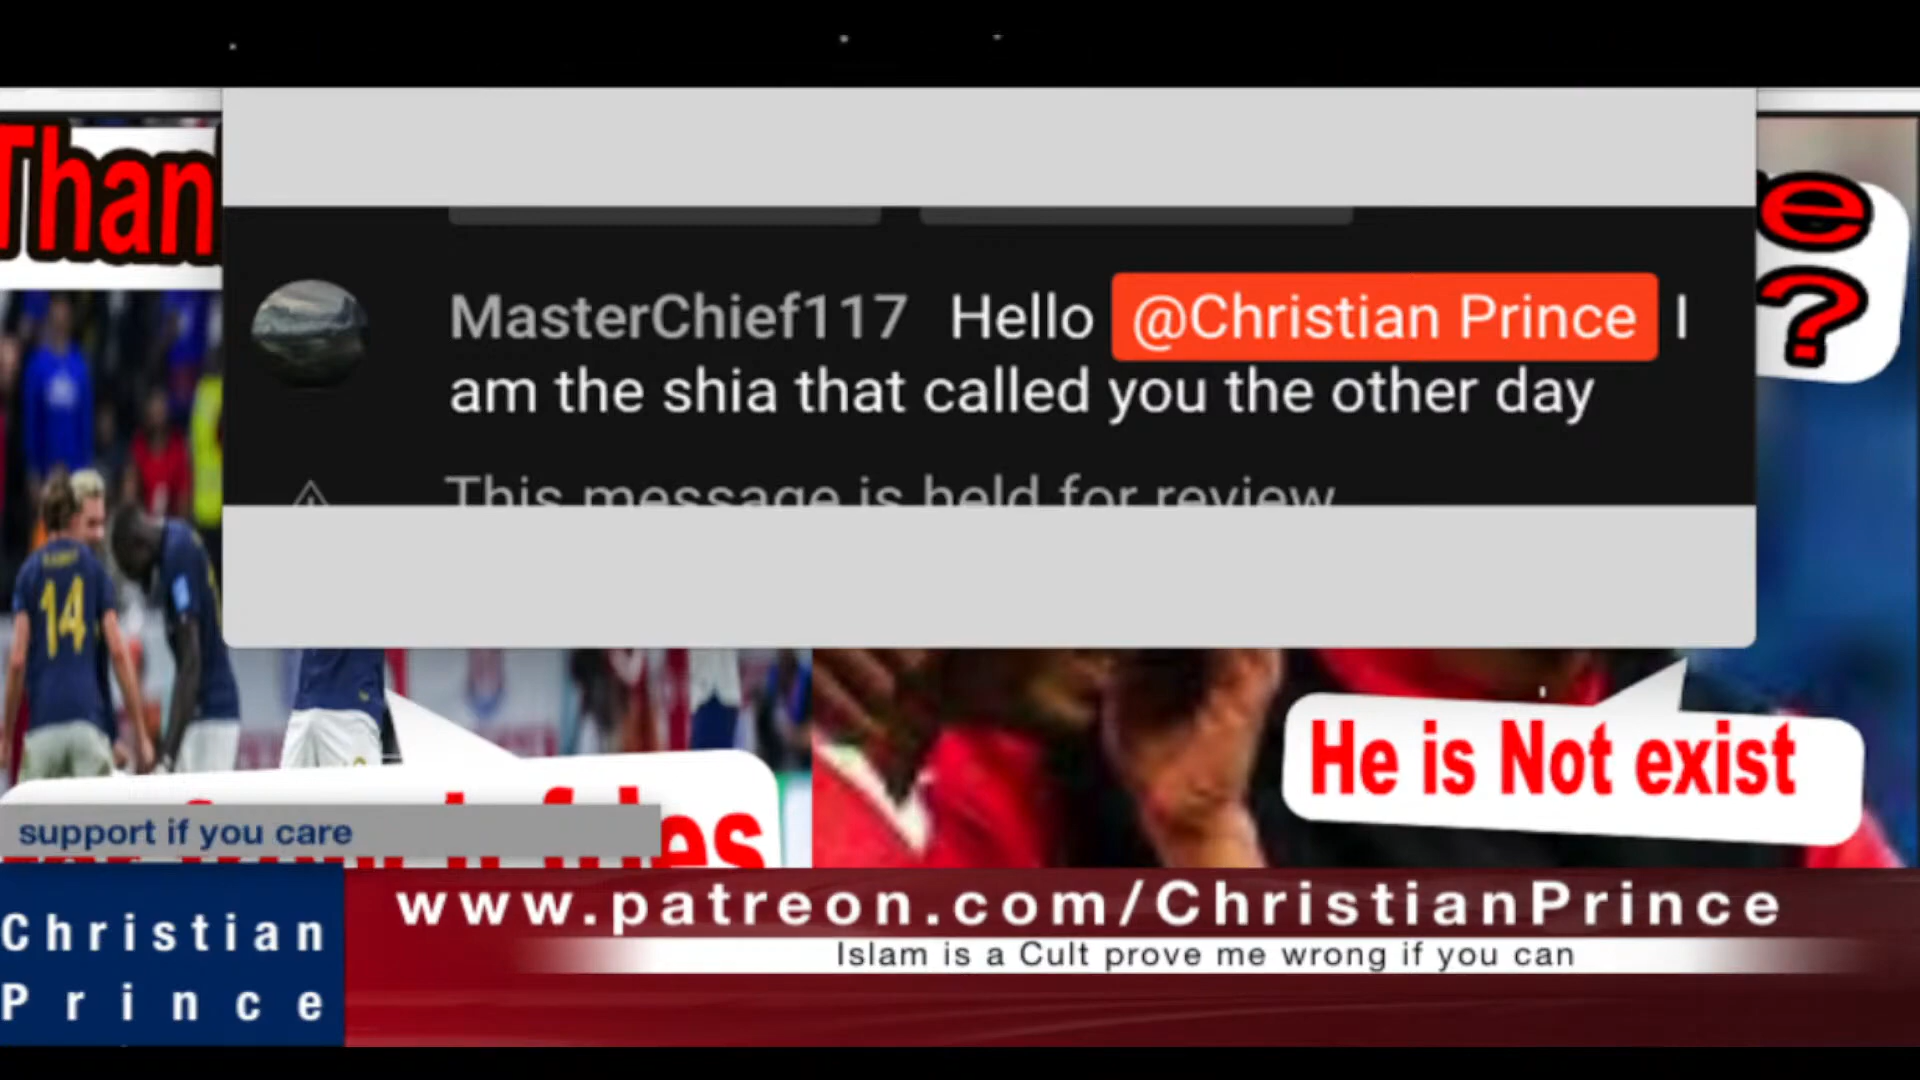 Than
e
?
MasterChief117 Hello @Christian Prince I
am the shia that called you the other day
This message is held for review
14
He is Not exist
support if you care
www.patreon.com/ChristianPrince
Islam is a Cult prove me wrong if you can
Christian
Prince